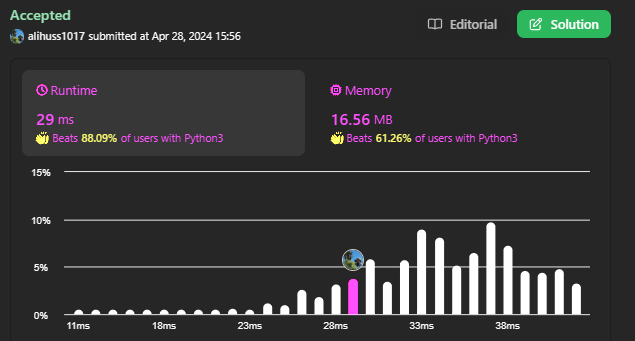 Accepted
alihuss1017 submitted at Apr 28, 2024 15:56
Editorial
Solution
Runtime
29 ms
Beats 88.09% of users with Python3
Memory
16.56 MB
Beats 61.26% of users with Python3
15%
10%
5%
0%
11ms 18ms 23ms 28ms 33ms 38ms